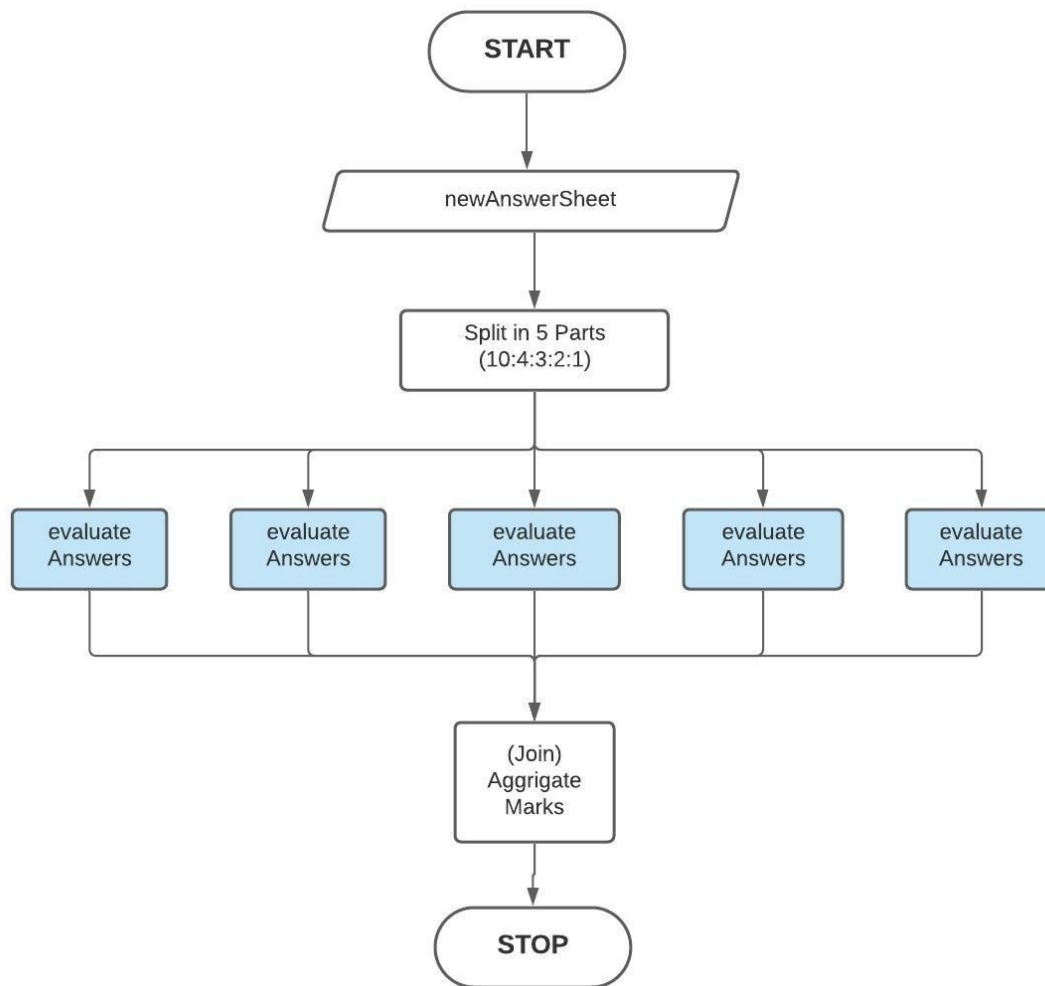 START
newAnswerSheet
Split in 5 Parts
(10:4:3:2:1)
evaluate
Answers
evaluate
Answers
evaluate
Answers
evaluate
Answers
evaluate
Answers
(Join)
Aggrigate
Marks
STOP